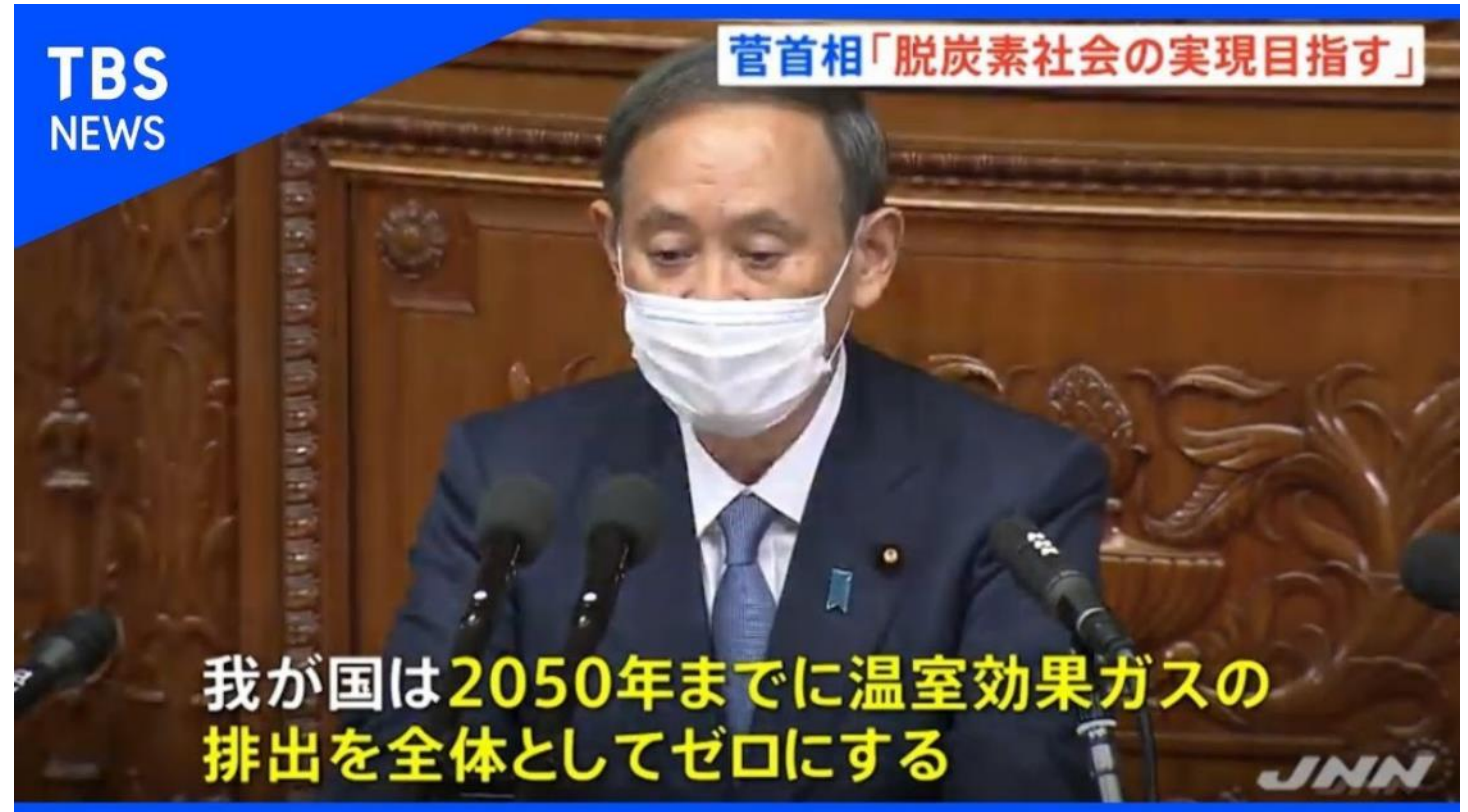 TBS
NEWS
菅首相「脱炭素社会の実現目指す」
我が国は2050年までに温室効果ガスの
排出を全体としてゼロにする
JNN